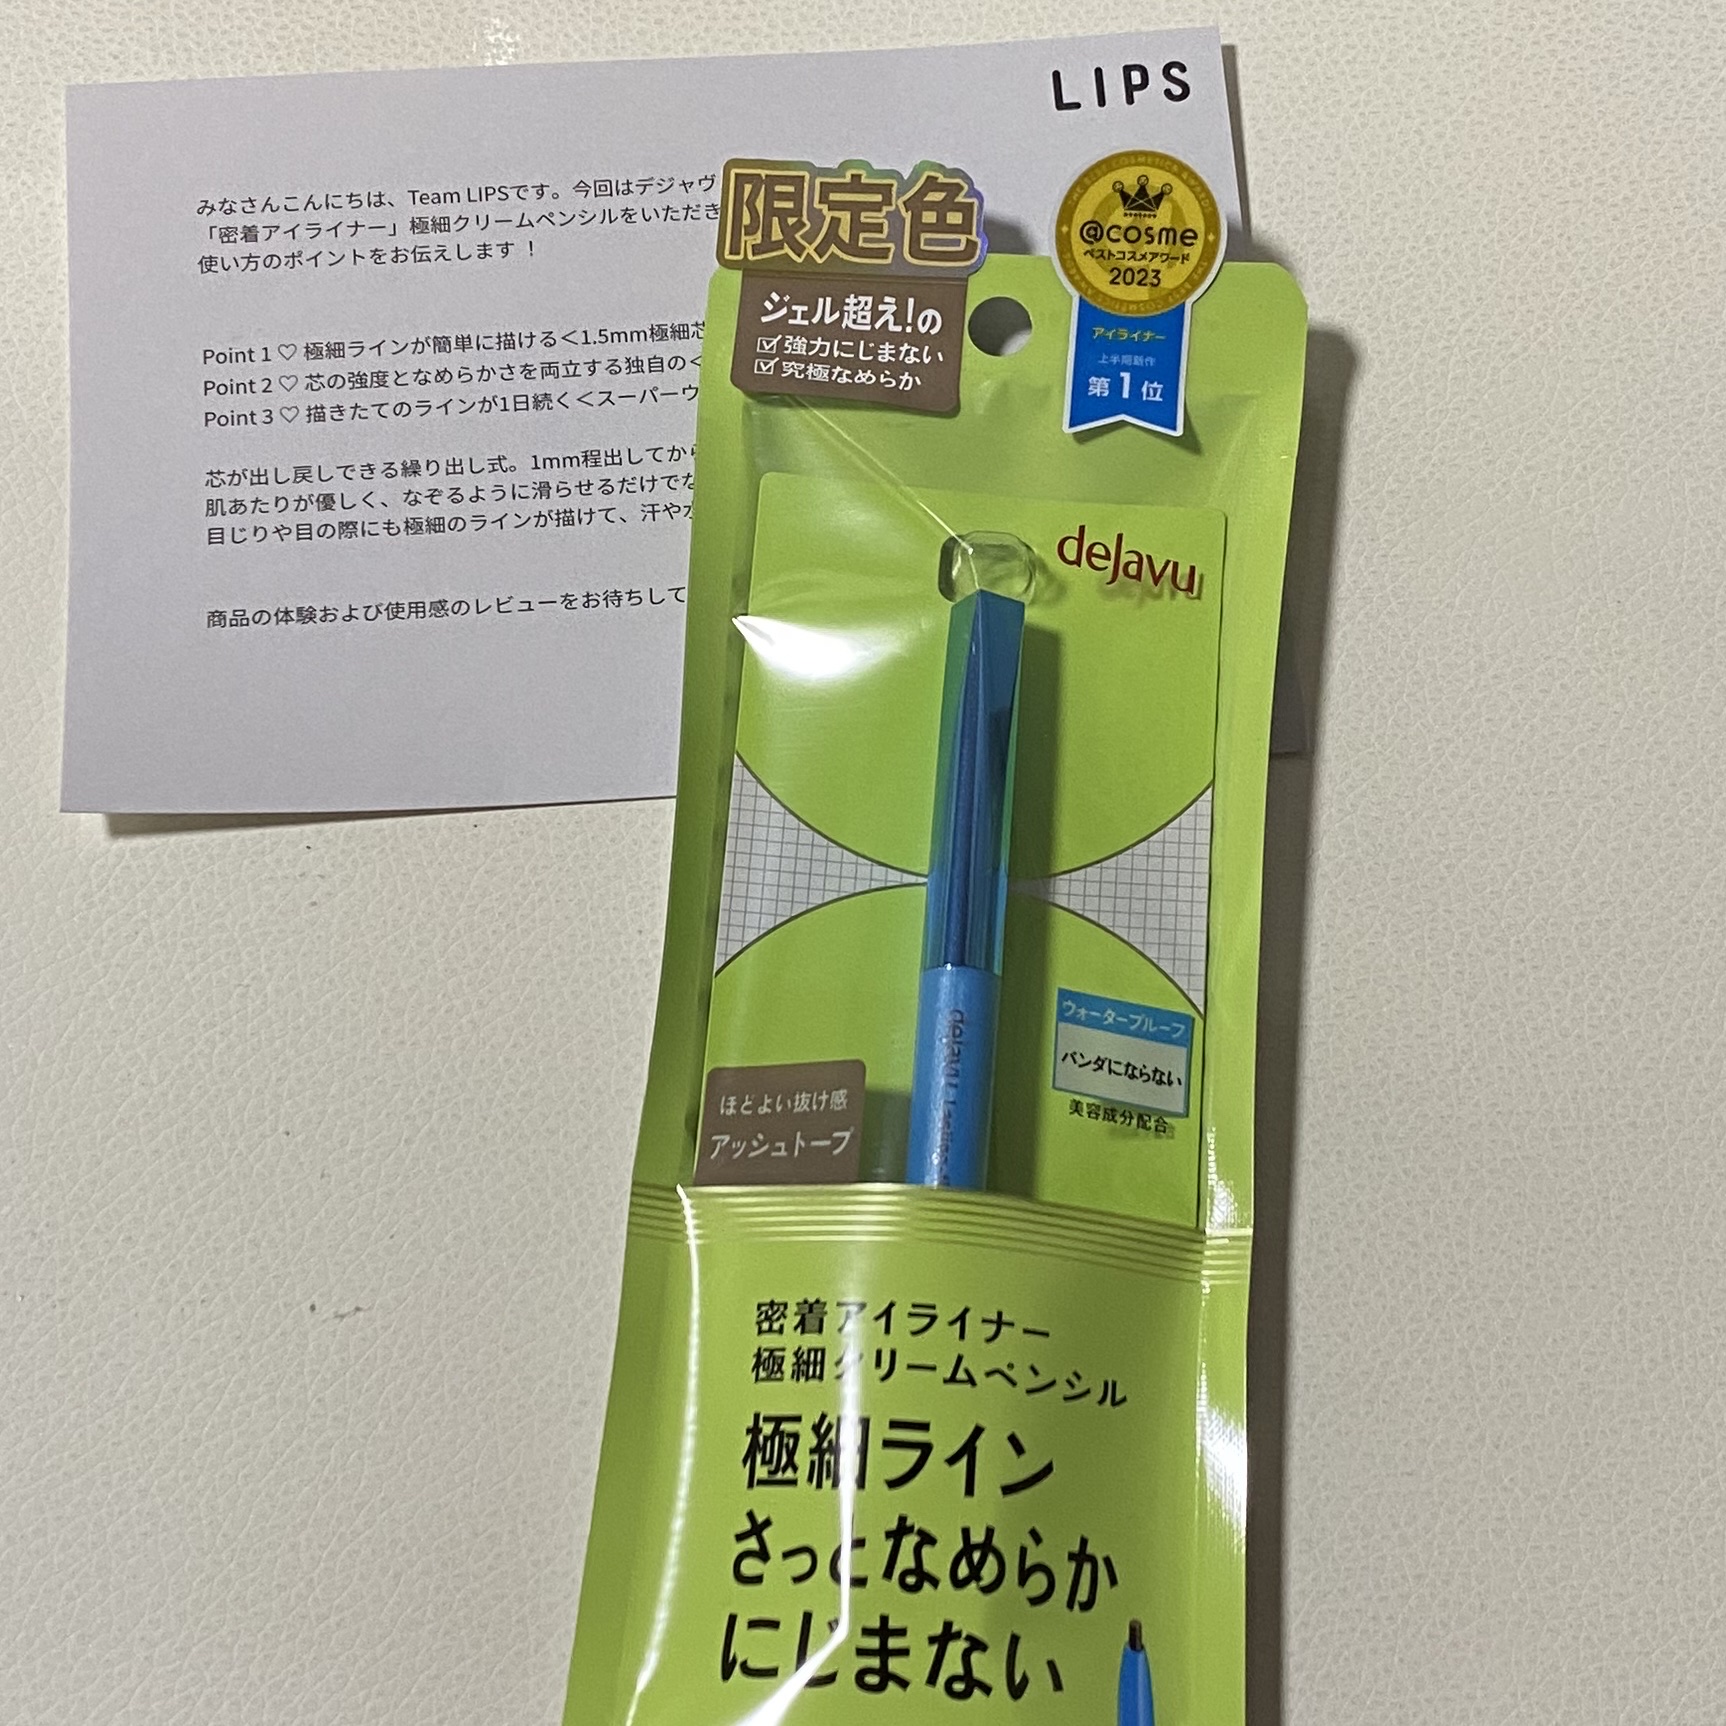 LIPS
みなさんこんにちは、Team LIPSです。今回はデジャヴ
「密着アイライナー」極細クリームペンシルをいただき
使い方のポイントをお伝えします！
Point 1 ♡ 極細ラインが簡単に描ける＜1.5mm極細芯
Point 2 ♡ 芯の強度となめらかさを両立する独自の＜
Point 3 ♡ 描きたてのラインが1日続く＜スーパーウ
芯が出し戻しできる繰り出し式。1mm程出してから
肌あたりが優しく、なぞるように滑らせるだけでな
目じりや目の際にも極細のラインが描けて、汗や水
商品の体験および使用感のレビューをお待ちして
限定色
ジェル超え!の
☑強力にじまない
☑究極なめらか
@cosme
ベストコスメアワード
2023
アイライナー
上半期新作
第1位
dejavu
dejavu
ウォータープルーフ
パンダにならない
美容成分配合
ほどよい抜け感
アッシュトープ
密着アイライナー
極細クリームペンシル
極細ライン
さっとなめらか
にじまない